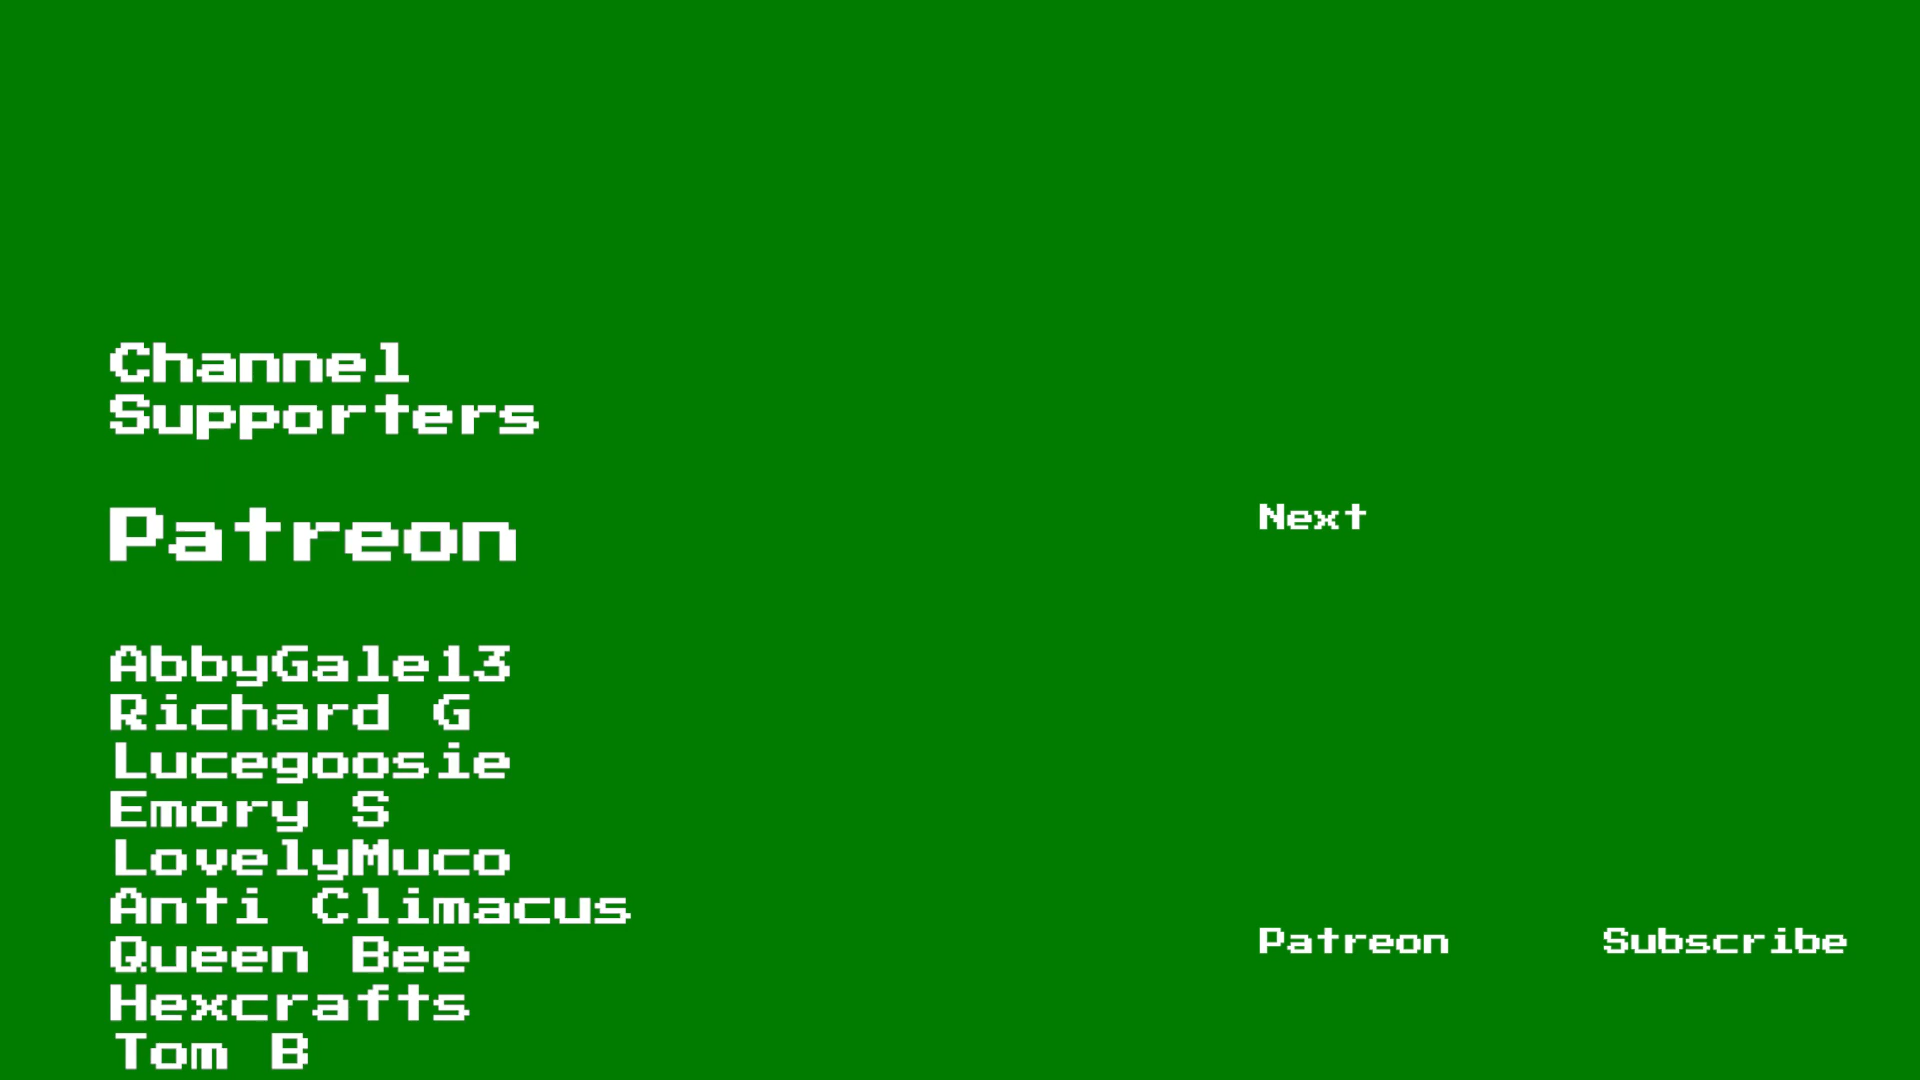 Channel
Supporters
Patreon
AbbyGale13
Richard G
Lucegoosie
Emory S
LovelyMuco
Anti Climacus
Queen Bee
Hexcrafts
Tom B
Next
Patreon
Subscribe